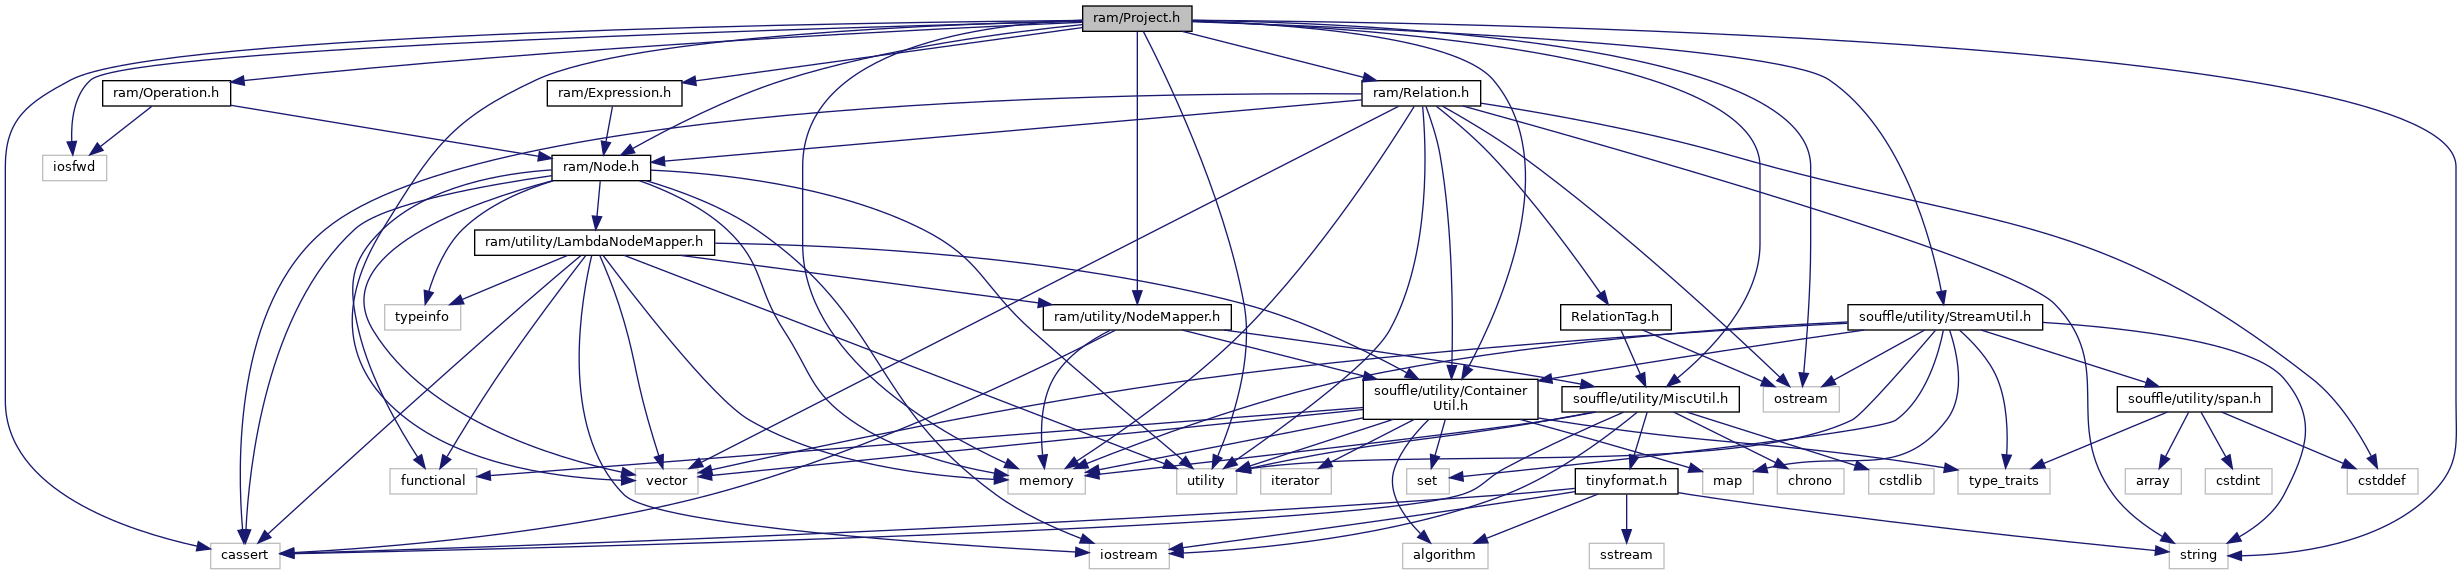 ram/Project.h
ram/Operation.h
ram/Expression.h
ram/Relation.h
iosfwd
ram/Node.h
ram/utility/LambdaNodeMapper.h
typeinfo
ram/utility/NodeMapper.h
RelationTag.h
souffle/utility/StreamUtil.h
souffle/utility/Container
Util.h
souffle/utility/MiscUtil.h
ostream
souffle/utility/span.h
functional
vector
memory
utility
iterator
set
tinyformat.h
map
chrono
cstdlib
type_traits
array
cstdint
cstddef
cassert
iostream
algorithm
sstream
string